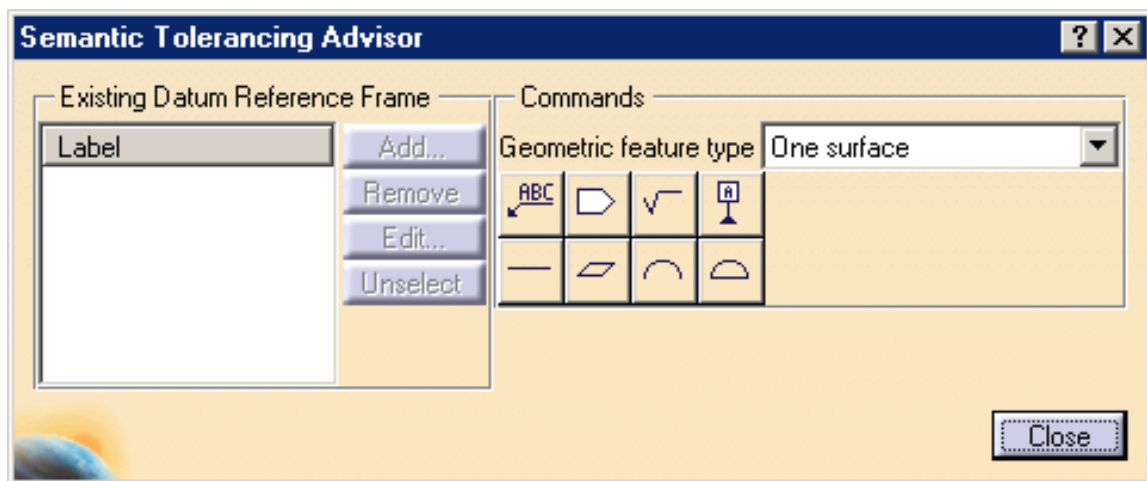 Semantic Tolerancing Advisor
?
Existing Datum Reference Frame
Label
Add...
Remove
Edit...
Unselect
Commands
Geometric feature type One surface
ABC
A
Close